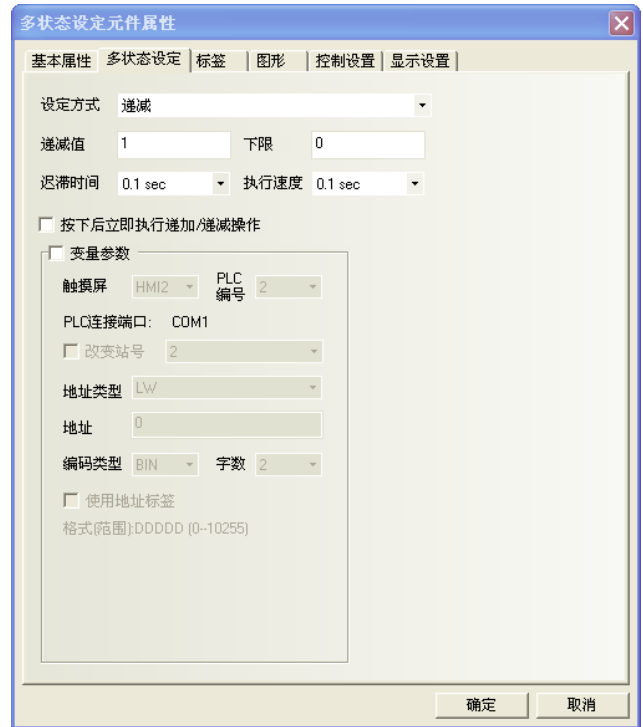 多状态设定元件属性
基本属性 多状态设定 标签 图形 控制设置 显示设置
设定方式 递减
递减值 1 下限 0
迟滞时间 0.1 sec 执行速度 0.1 sec
按下后立即执行递加/递减操作
变量参数
触摸屏 HMI2 PLC编号 2
PLC连接端口: COM1
改变站号 2
地址类型 LW
地址 0
编码类型 BIN 字数 2
使用地址标签
格式(范围):DDDDD (0--10255)
确定 取消